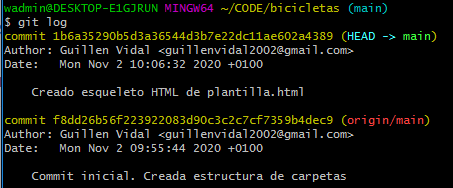 wadmin@DESKTOP-E1GJRUN MINGW64 ~/CODE/bicicletas (main)
$ git log
commit 1b6a35290b5d3a36544d3b7e22dc11ae602a4389 (HEAD -> main)
Author: Guillen Vidal <guillenvidal2002@gmail.com>
Date:   Mon Nov 2 10:06:32 2020 +0100
    Creado esqueleto HTML de plantilla.html
commit f8dd26b56f223922083d90c3c2c7cf7359b4dec9 (origin/main)
Author: Guillen Vidal <guillenvidal2002@gmail.com>
Date:   Mon Nov 2 09:55:44 2020 +0100
    Commit inicial. Creada estructura de carpetas